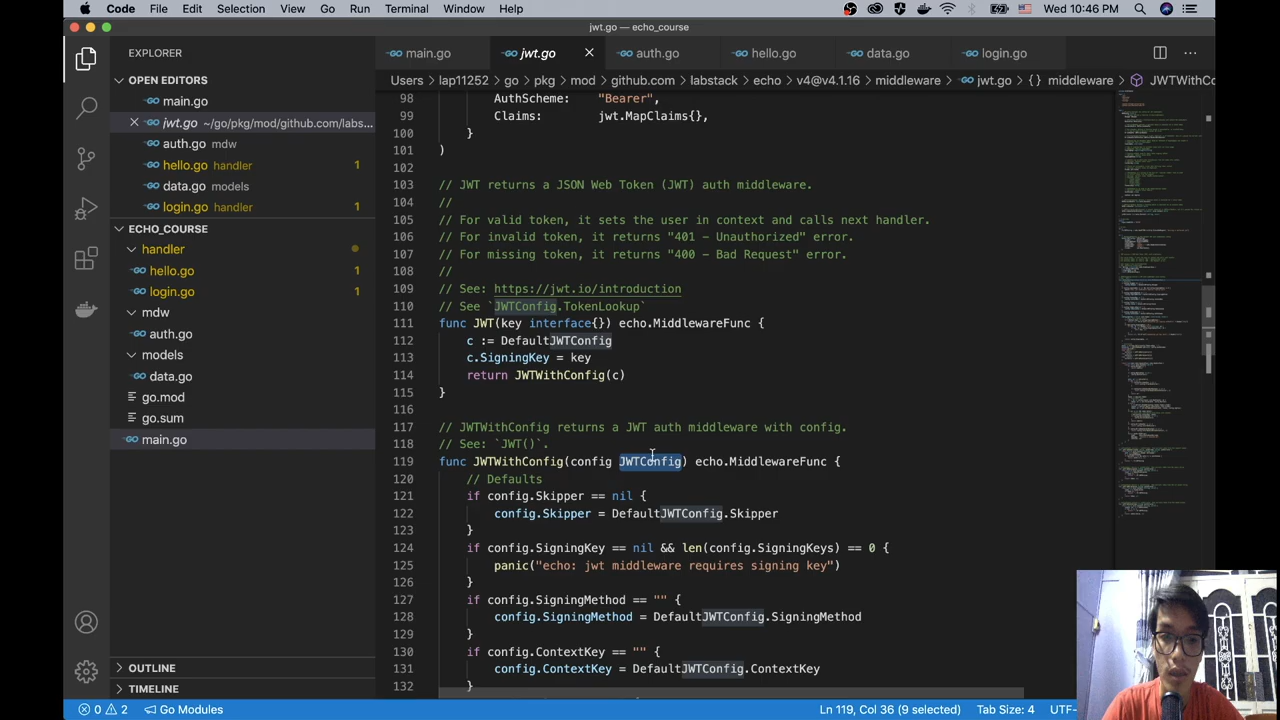 Code File Edit Selection View Go Run Terminal Window Help
Wed 10:46 PM
jwt.go — echo_course
EXPLORER
OPEN EDITORS
main.go
jwt.go ~/go/pkg/mod/github.com/labs...
auth.go mdw
hello.go handler 1
data.go models
login.go handler 1
ECHO_COURSE
handler
hello.go 1
login.go 1
mdw
auth.go
models
data.go
go.mod
go.sum
main.go
OUTLINE
TIMELINE
main.go jwt.go auth.go hello.go data.go login.go
Users > lap11252 > go > pkg > mod > github.com > labstack > echo > v4@v4.1.16 > middleware > jwt.go > {} middleware > JWTWithCo
98 AuthScheme: "Bearer",
99 Claims: jwt.MapClaims{},
100
101 }
102
103 JWT returns a JSON Web Token (JWT) auth middleware.
104
105 For valid token, it sets the user in context and calls next handler.
106 For invalid token, it returns "401 - Unauthorized" error.
107 For missing token, it returns "400 - Bad Request" error.
108
109 See: https://jwt.io/introduction
110 See `JWTConfig.TokenLookup`
111 func JWT(key interface{}) echo.MiddlewareFunc {
112 c := DefaultJWTConfig
113 c.SigningKey = key
114 return JWTWithConfig(c)
115
116
117 JWTWithConfig returns a JWT auth middleware with config.
118 See: `JWT()`
119 func JWTWithConfig(config JWTConfig) echo.MiddlewareFunc {
120 // Defaults
121 if config.Skipper == nil {
122 config.Skipper = DefaultJWTConfig.Skipper
123 }
124 if config.SigningKey == nil && len(config.SigningKeys) == 0 {
125 panic("echo: jwt middleware requires signing key")
126 }
127 if config.SigningMethod == "" {
128 config.SigningMethod = DefaultJWTConfig.SigningMethod
129 }
130 if config.ContextKey == "" {
131 config.ContextKey = DefaultJWTConfig.ContextKey
132 }
0 2 Go Modules
Ln 119, Col 36 (9 selected) Tab Size: 4 UTF-